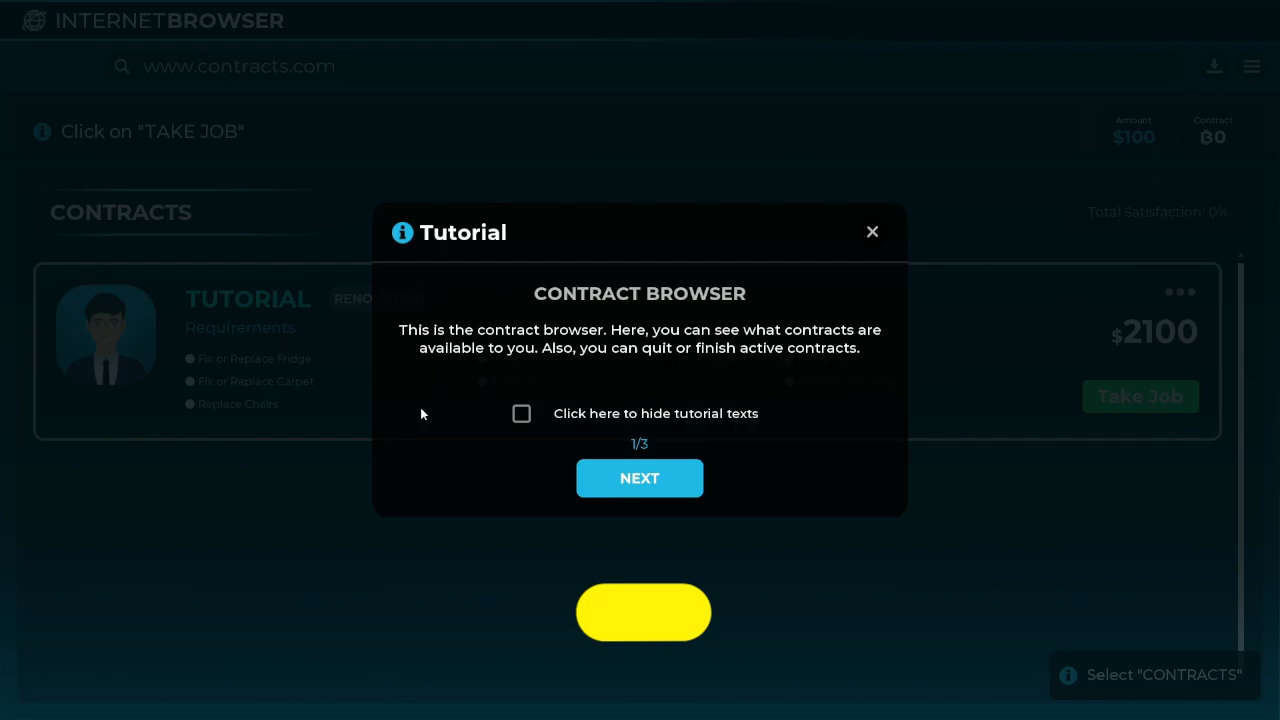 INTERNETBROWSER
www.contracts.com
Click on "TAKE JOB"
Amount
$100
Contract
30
CONTRACTS
Total Satisfaction: 0%
TUTORIAL
Requirements
Fix or Replace Fridge
Fix or Replace Carpet
Replace Chairs
$2100
Take Job
Tutorial
CONTRACT BROWSER
This is the contract browser. Here, you can see what contracts are
available to you. Also, you can quit or finish active contracts.
Click here to hide tutorial texts
1/3
NEXT
Select "CONTRACTS"